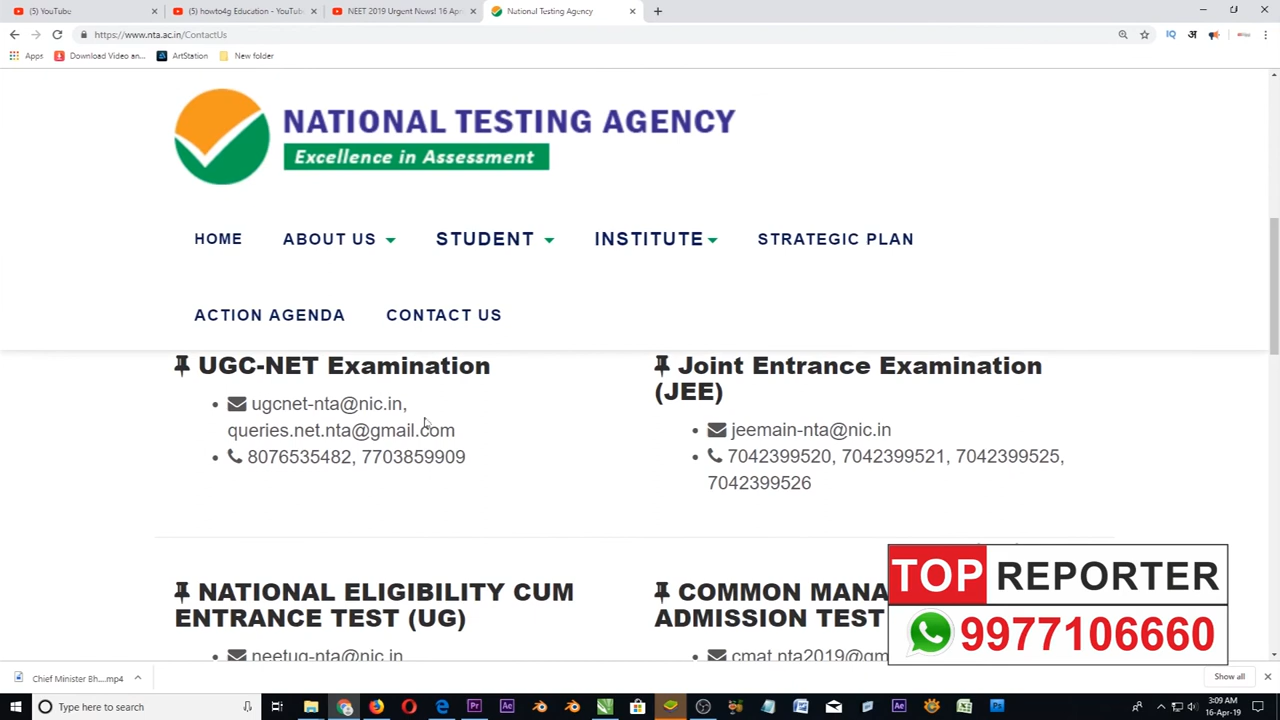 (5) YouTube
(5) howto4g Education - YouTub
NEET 2019 Urgent News! 16 Apr
National Testing Agency
https://www.nta.ac.in/ContactUs
Apps
Download Video an...
ArtStation
New folder
NATIONAL TESTING AGENCY
Excellence in Assessment
HOME
ABOUT US
STUDENT
INSTITUTE
STRATEGIC PLAN
ACTION AGENDA
CONTACT US
UGC-NET Examination
ugcnet-nta@nic.in,
queries.net.nta@gmail.com
8076535482, 7703859909
Joint Entrance Examination
(JEE)
jeemain-nta@nic.in
7042399520, 7042399521, 7042399525,
7042399526
NATIONAL ELIGIBILITY CUM
ENTRANCE TEST (UG)
neetug-nta@nic.in
COMMON MANA
ADMISSION TEST
cmat.nta2019@gm
TOP REPORTER
9977106660
Chief Minister Bh....mp4
Show all
Type here to search
3:09 AM
16-Apr-19